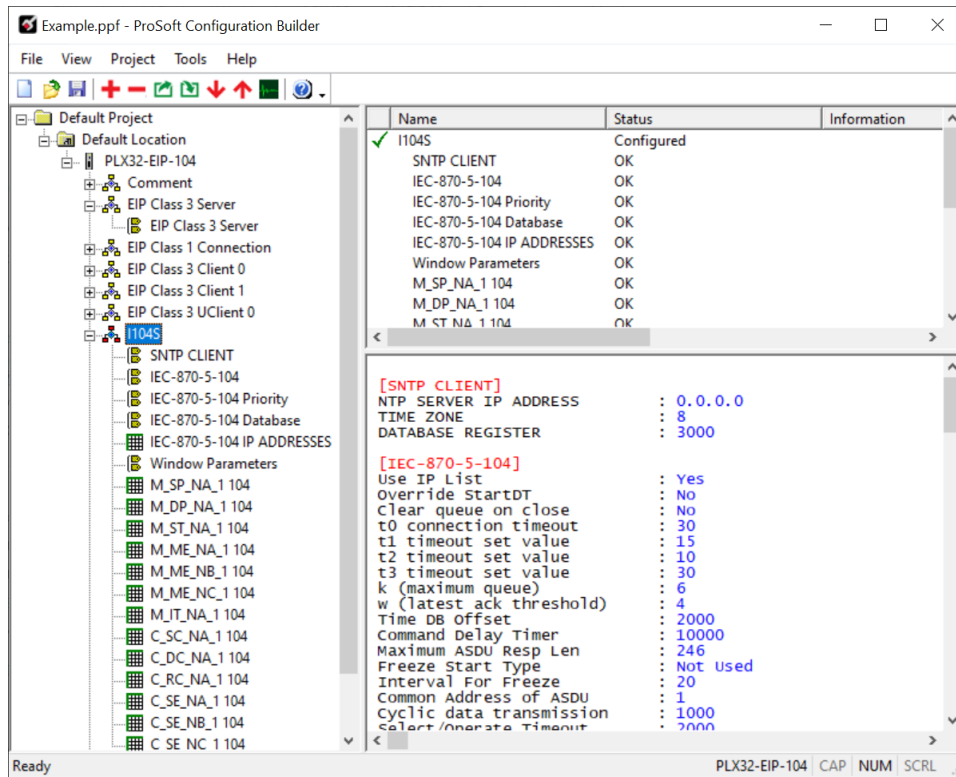 Example.ppf - ProSoft Configuration Builder
File View Project Tools Help
Default Project
Default Location
PLX32-EIP-104
Comment
EIP Class 3 Server
EIP Class 3 Server
EIP Class 1 Connection
EIP Class 3 Client 0
EIP Class 3 Client 1
EIP Class 3 UClient 0
I104S
SNTP CLIENT
IEC-870-5-104
IEC-870-5-104 Priority
IEC-870-5-104 Database
IEC-870-5-104 IP ADDRESSES
Window Parameters
M_SP_NA_1 104
M_DP_NA_1 104
M_ST_NA_1 104
M_ME_NA_1 104
M_ME_NB_1 104
M_ME_NC_1 104
M_IT_NA_1 104
C_SC_NA_1 104
C_DC_NA_1 104
C_RC_NA_1 104
C_SE_NA_1 104
C_SE_NB_1 104
C_SE_NC_1 104
Name Status Information
I104S Configured
SNTP CLIENT OK
IEC-870-5-104 OK
IEC-870-5-104 Priority OK
IEC-870-5-104 Database OK
IEC-870-5-104 IP ADDRESSES OK
Window Parameters OK
M_SP_NA_1 104 OK
M_DP_NA_1 104 OK
M_ST_NA_1 104 OK
[SNTP CLIENT]
NTP SERVER IP ADDRESS : 0.0.0.0
TIME ZONE : 8
DATABASE REGISTER : 3000
[IEC-870-5-104]
Use IP List : Yes
Override StartDT : No
Clear queue on close : No
t0 connection timeout : 30
t1 timeout set value : 15
t2 timeout set value : 10
t3 timeout set value : 30
k (maximum queue) : 6
w (latest ack threshold) : 4
Time DB Offset : 2000
Command Delay Timer : 10000
Maximum ASDU Resp Len : 246
Freeze Start Type : Not Used
Interval For Freeze : 20
Common Address of ASDU : 1
Cyclic data transmission : 1000
Select/Operate Timeout : 2000
Ready PLX32-EIP-104 CAP NUM SCRL